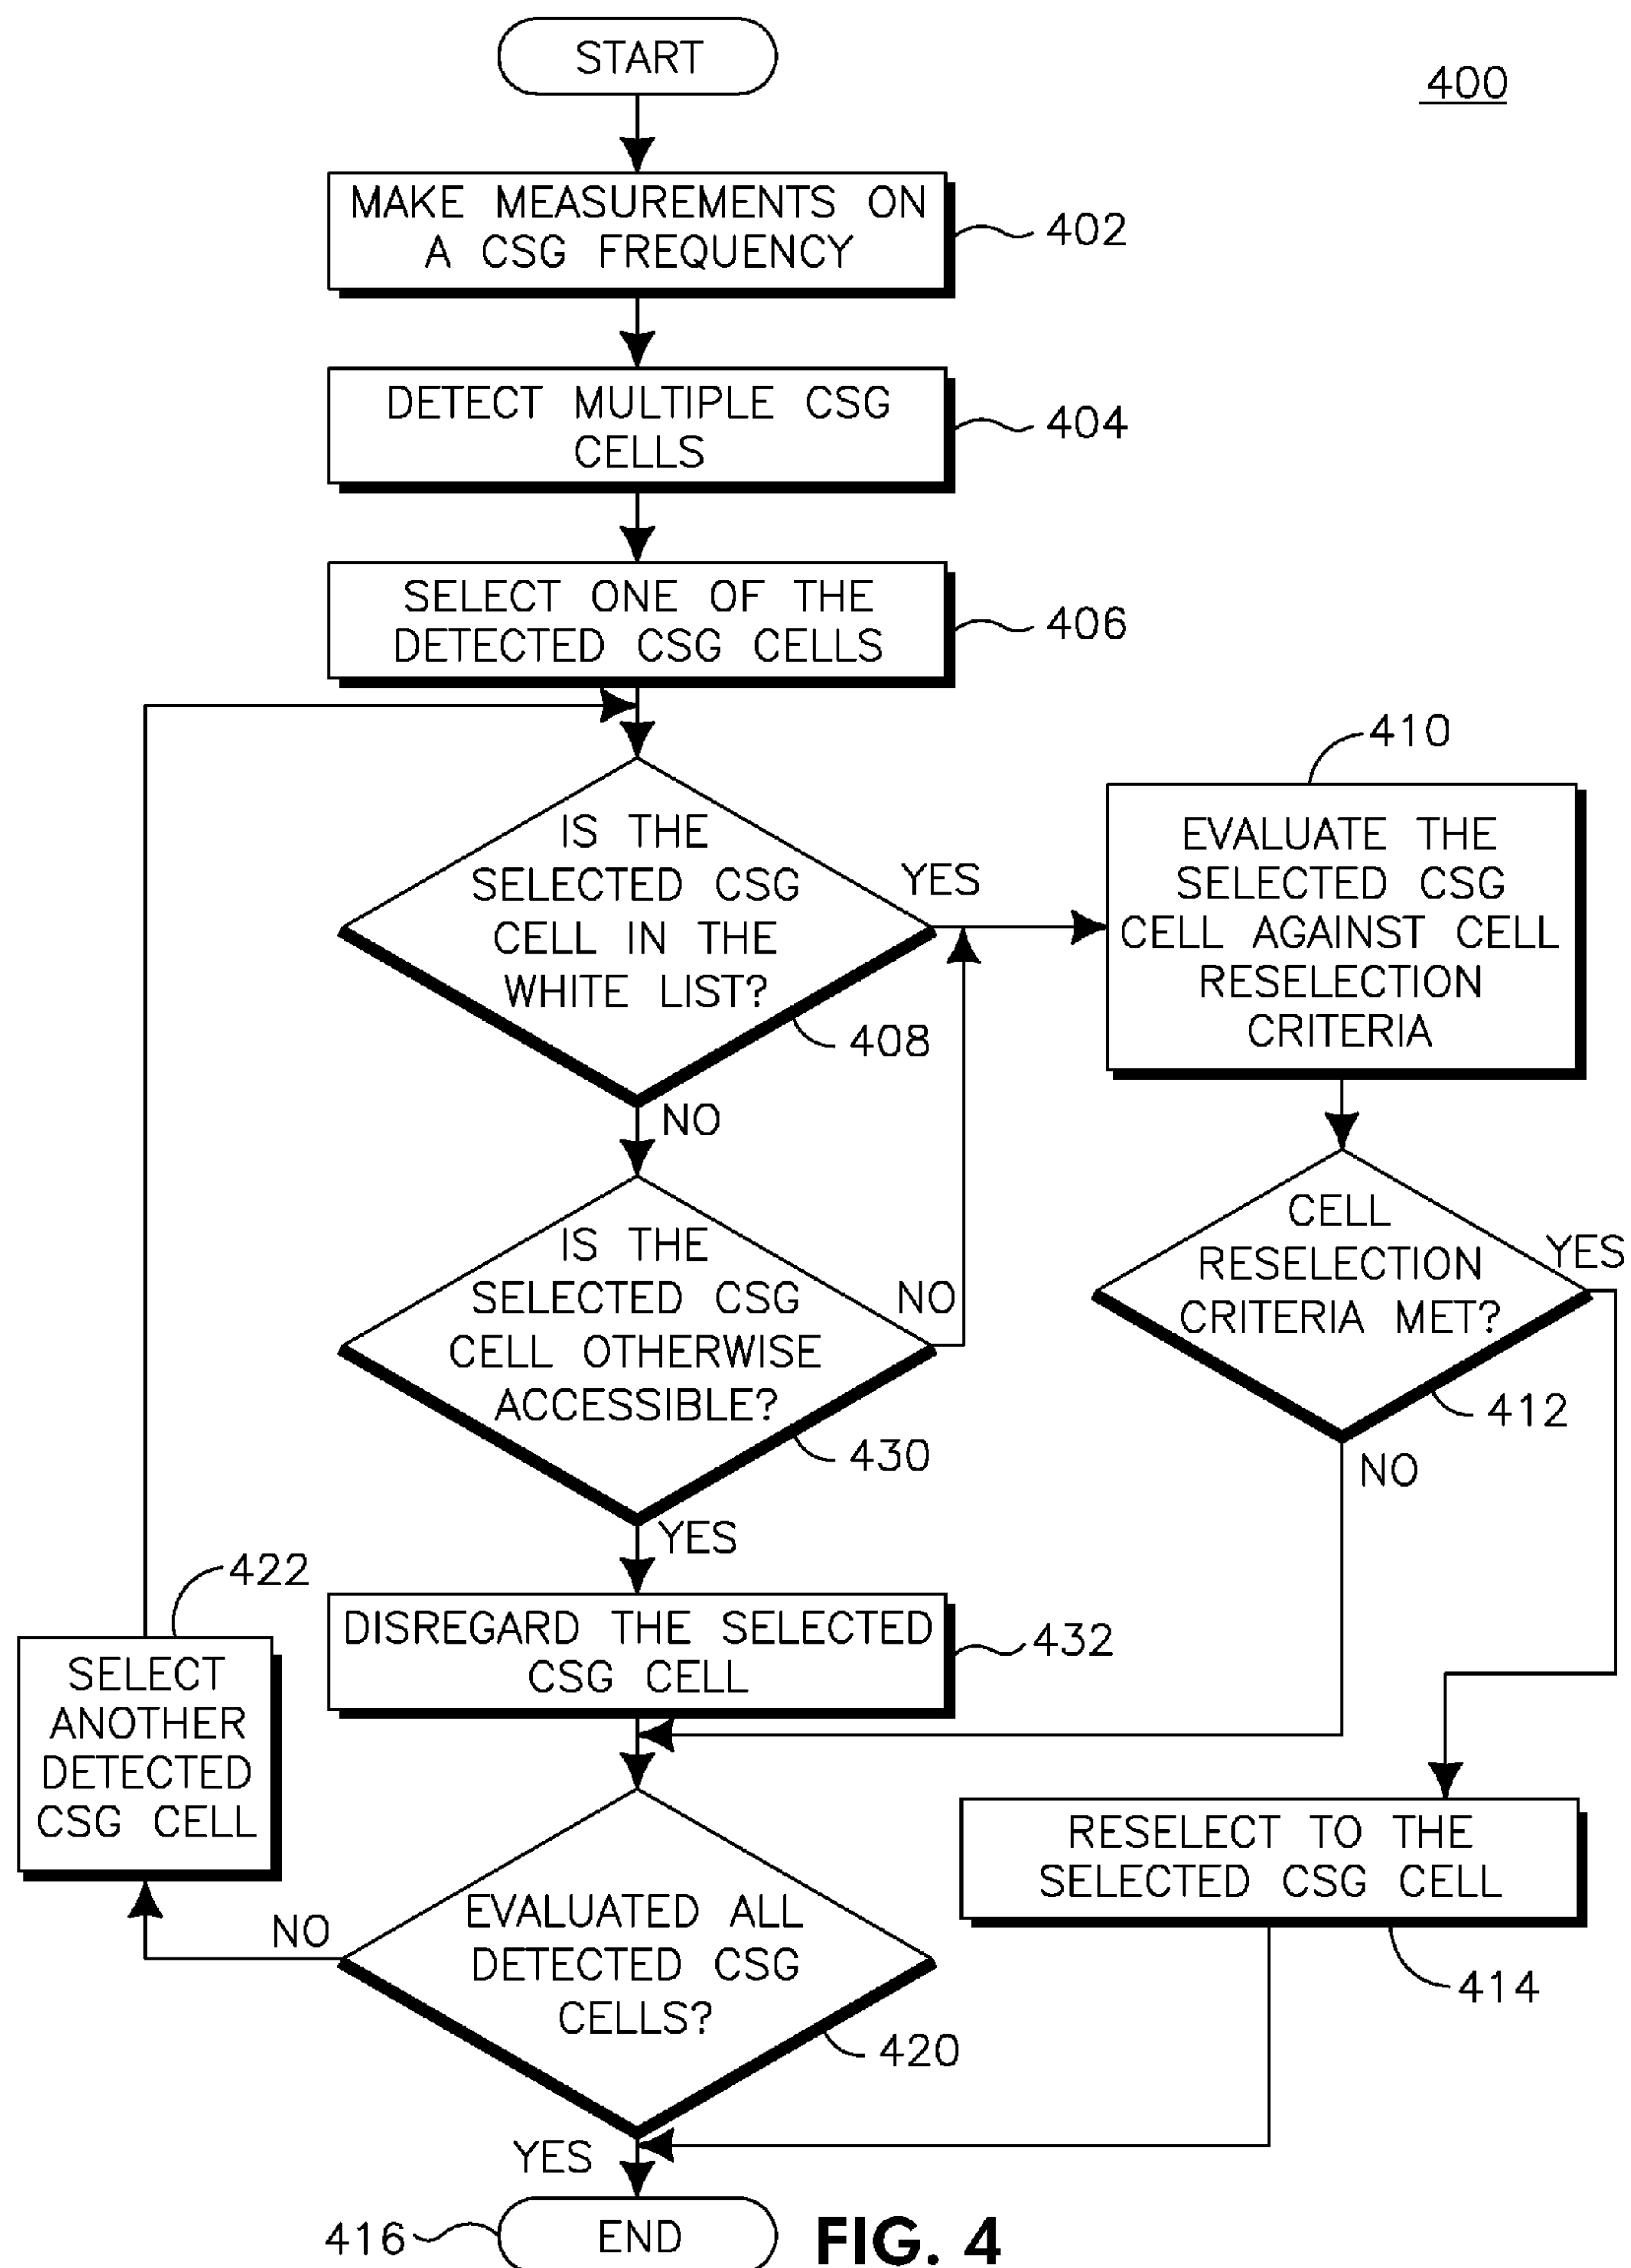 START
400
MAKE MEASUREMENTS ON
A CSG FREQUENCY
402
DETECT MULTIPLE CSG
CELLS
404
SELECT ONE OF THE
DETECTED CSG CELLS
406
IS THE
SELECTED CSG
CELL IN THE
WHITE LIST?
YES
408
NO
410
EVALUATE THE
SELECTED CSG
CELL AGAINST CELL
RESELECTION
CRITERIA
IS THE
SELECTED CSG
CELL OTHERWISE
ACCESSIBLE?
NO
430
YES
CELL
RESELECTION
CRITERIA MET?
YES
412
NO
422
SELECT
ANOTHER
DETECTED
CSG CELL
DISREGARD THE SELECTED
CSG CELL
432
RESELECT TO THE
SELECTED CSG CELL
414
EVALUATED ALL
DETECTED CSG
CELLS?
NO
420
YES
416
END
FIG. 4